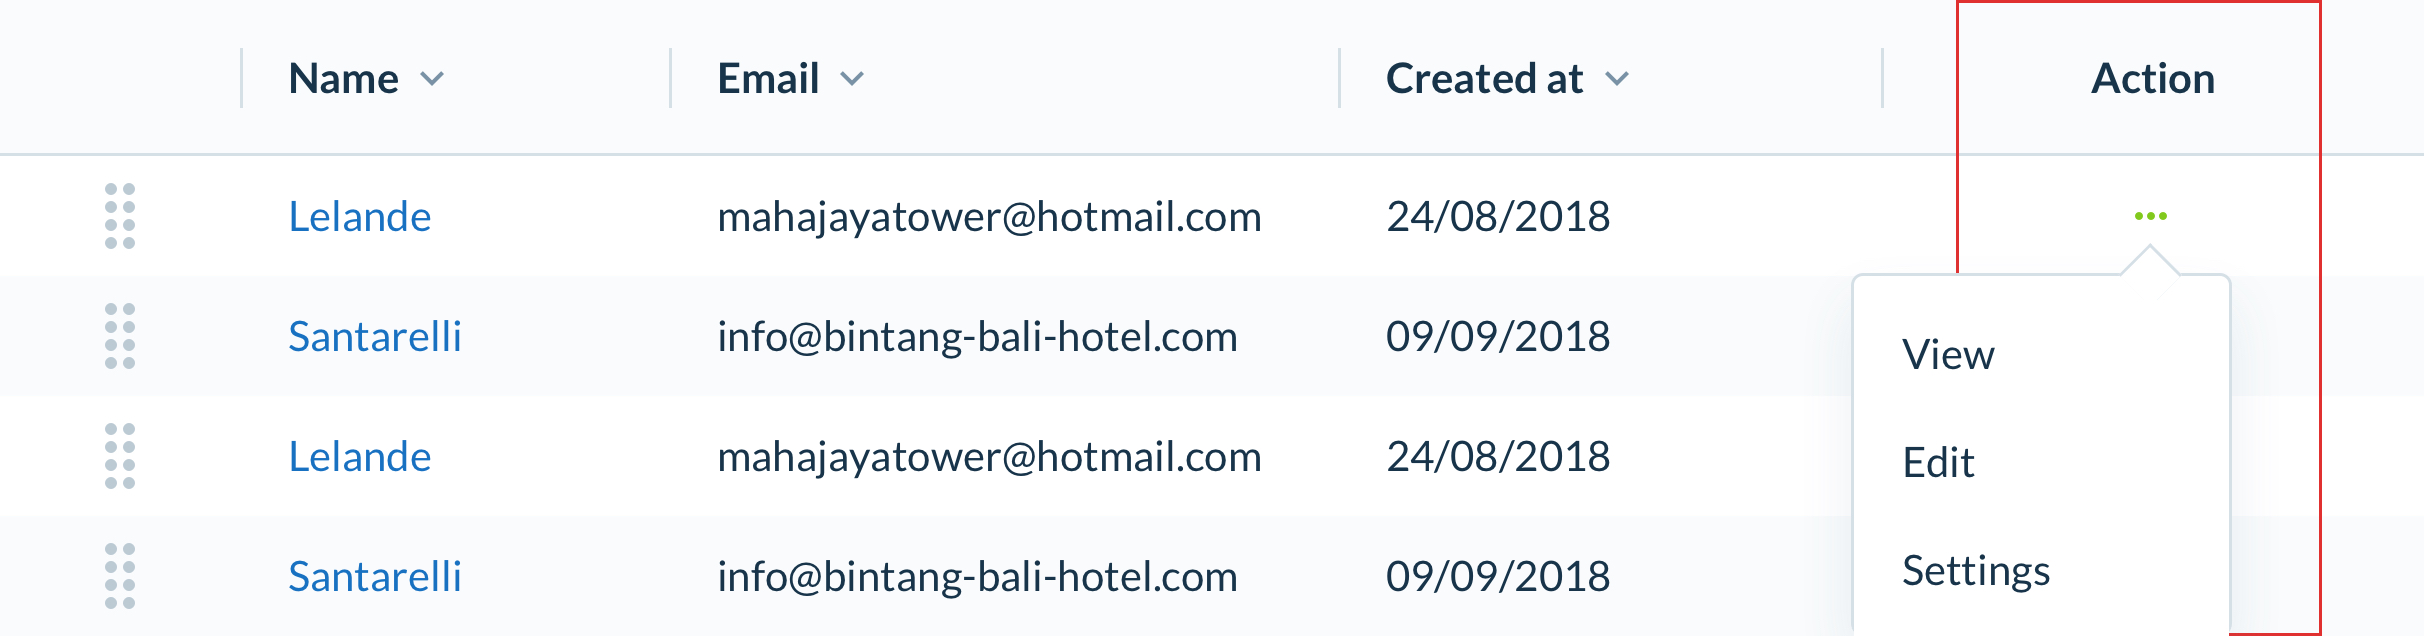 Name Email Created at Action
Lelande mahajayatower@hotmail.com 24/08/2018
Santarelli info@bintang-bali-hotel.com 09/09/2018
View
Lelande mahajayatower@hotmail.com 24/08/2018
Edit
Santarelli info@bintang-bali-hotel.com 09/09/2018
Settings